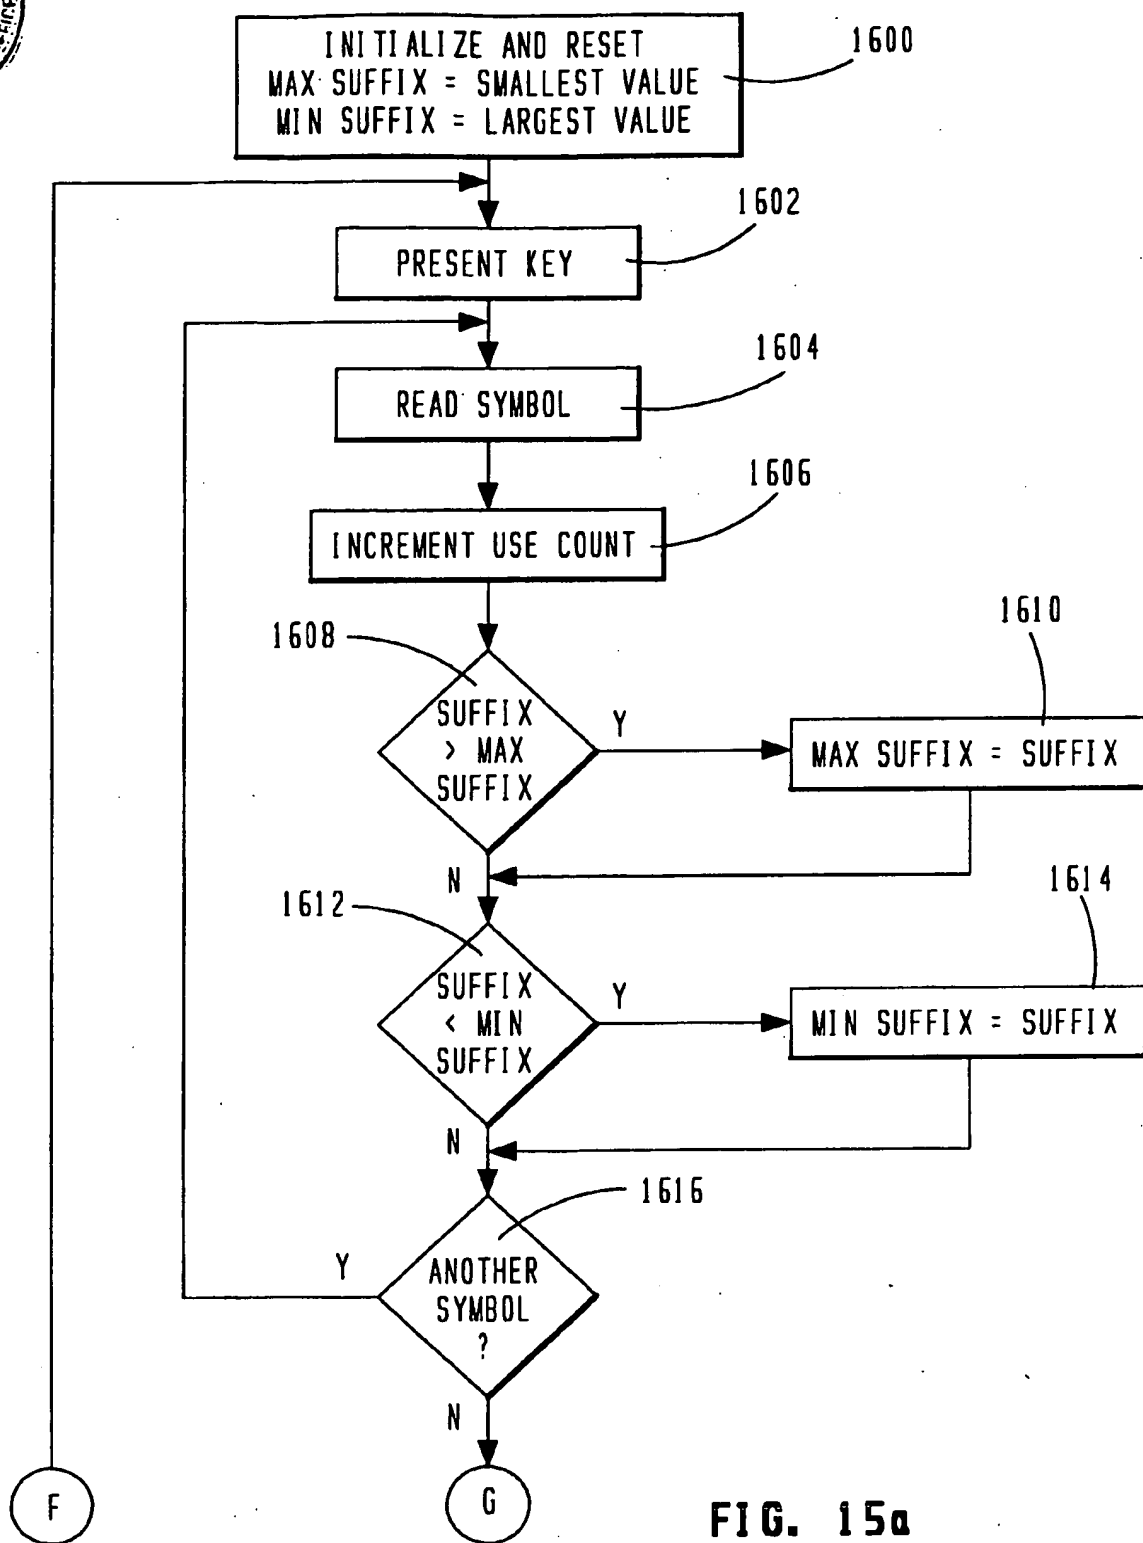 INITIALIZE AND RESET
MAX SUFFIX = SMALLEST VALUE
MIN SUFFIX = LARGEST VALUE
1600
1602
PRESENT KEY
1604
READ SYMBOL
1606
INCREMENT USE COUNT
1608
SUFFIX
> MAX
SUFFIX
Y
1610
MAX SUFFIX = SUFFIX
N
1612
SUFFIX
< MIN
SUFFIX
Y
1614
MIN SUFFIX = SUFFIX
N
1616
ANOTHER
SYMBOL
?
Y
N
F
G
FIG. 15a